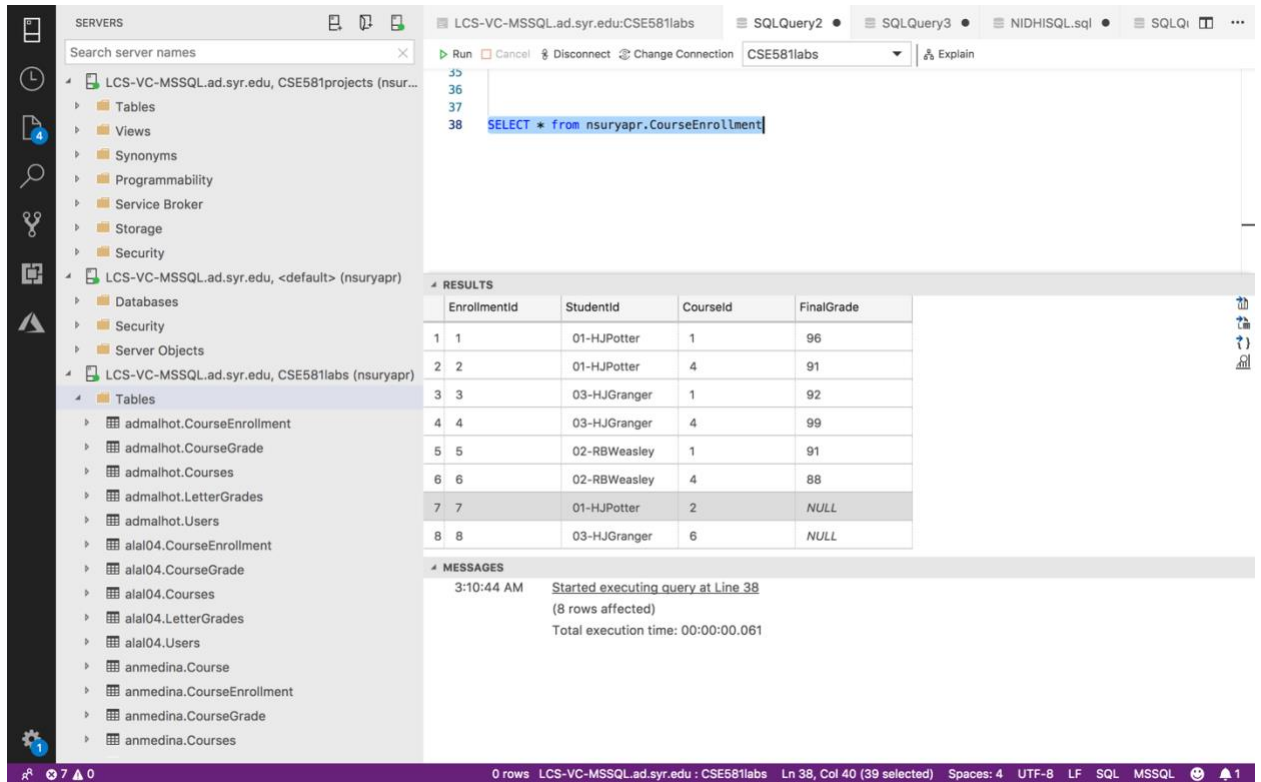 SERVERS
Search server names
LCS-VC-MSSQL.ad.syr.edu, CSE581projects (nsur...
Tables
Views
Synonyms
Programmability
Service Broker
Storage
Security
LCS-VC-MSSQL.ad.syr.edu, <default> (nsuryapr)
Databases
Security
Server Objects
LCS-VC-MSSQL.ad.syr.edu, CSE581labs (nsuryapr)
Tables
admalhot.CourseEnrollment
admalhot.CourseGrade
admalhot.Courses
admalhot.LetterGrades
admalhot.Users
alal04.CourseEnrollment
alal04.CourseGrade
alal04.Courses
alal04.LetterGrades
alal04.Users
anmedina.Course
anmedina.CourseEnrollment
anmedina.CourseGrade
anmedina.Courses
4
1
LCS-VC-MSSQL.ad.syr.edu:CSE581labs SQLQuery2 SQLQuery3 NIDHISQL.sql SQLQ
Run Cancel Disconnect Change Connection CSE581labs Explain
35
36
37
38 SELECT * from nsuryapr.CourseEnrollment
RESULTS
EnrollmentId StudentId CourseId FinalGrade
1 1 01-HJPotter 1 96
2 2 01-HJPotter 4 91
3 3 03-HJGranger 1 92
4 4 03-HJGranger 4 99
5 5 02-RBWeasley 1 91
6 6 02-RBWeasley 4 88
7 7 01-HJPotter 2 NULL
8 8 03-HJGranger 6 NULL
MESSAGES
3:10:44 AM Started executing query at Line 38
(8 rows affected)
Total execution time: 00:00:00.061
7 0 0 rows LCS-VC-MSSQL.ad.syr.edu : CSE581labs Ln 38, Col 40 (39 selected) Spaces: 4 UTF-8 LF SQL MSSQL 1